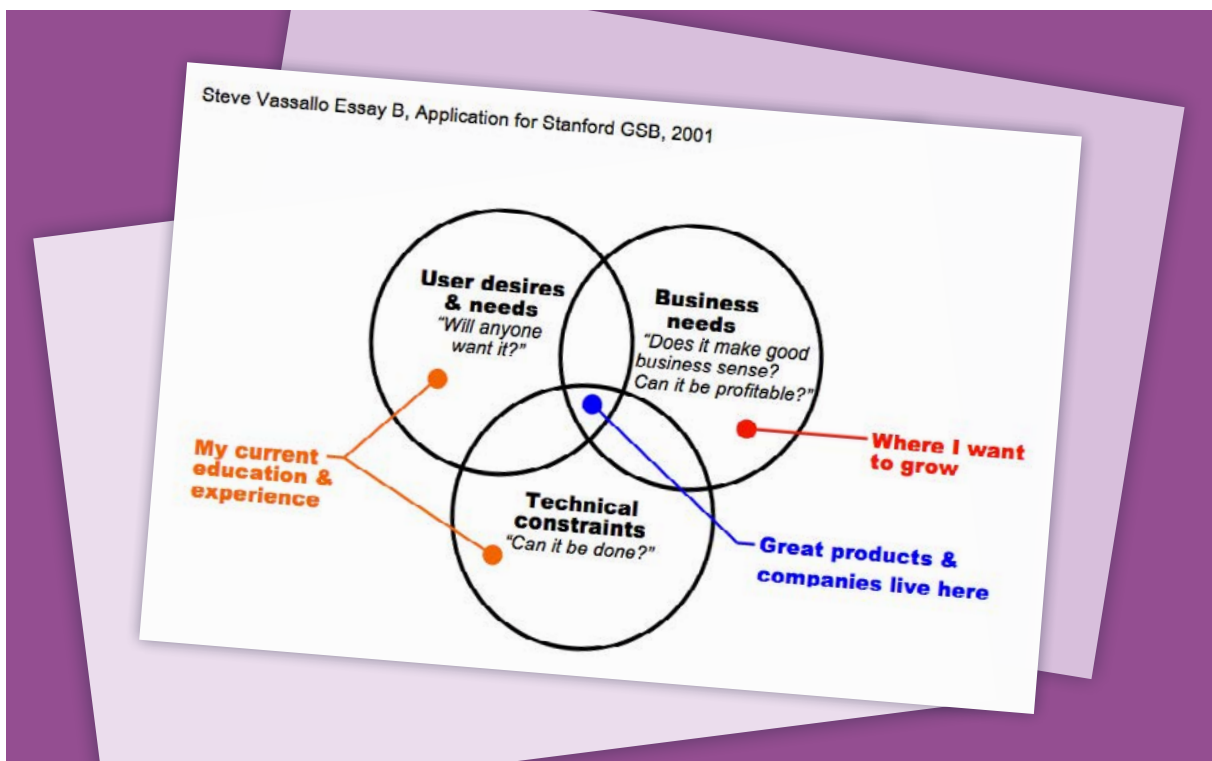 Steve Vassallo Essay B, Application for Stanford GSB, 2001
User desires
& needs
“Will anyone
want it?”
Business
needs
“Does it make good
business sense?
Can it be profitable?”
My current
education &
experience
Where I want
to grow
Technical
constraints
“Can it be done?”
Great products &
companies live here